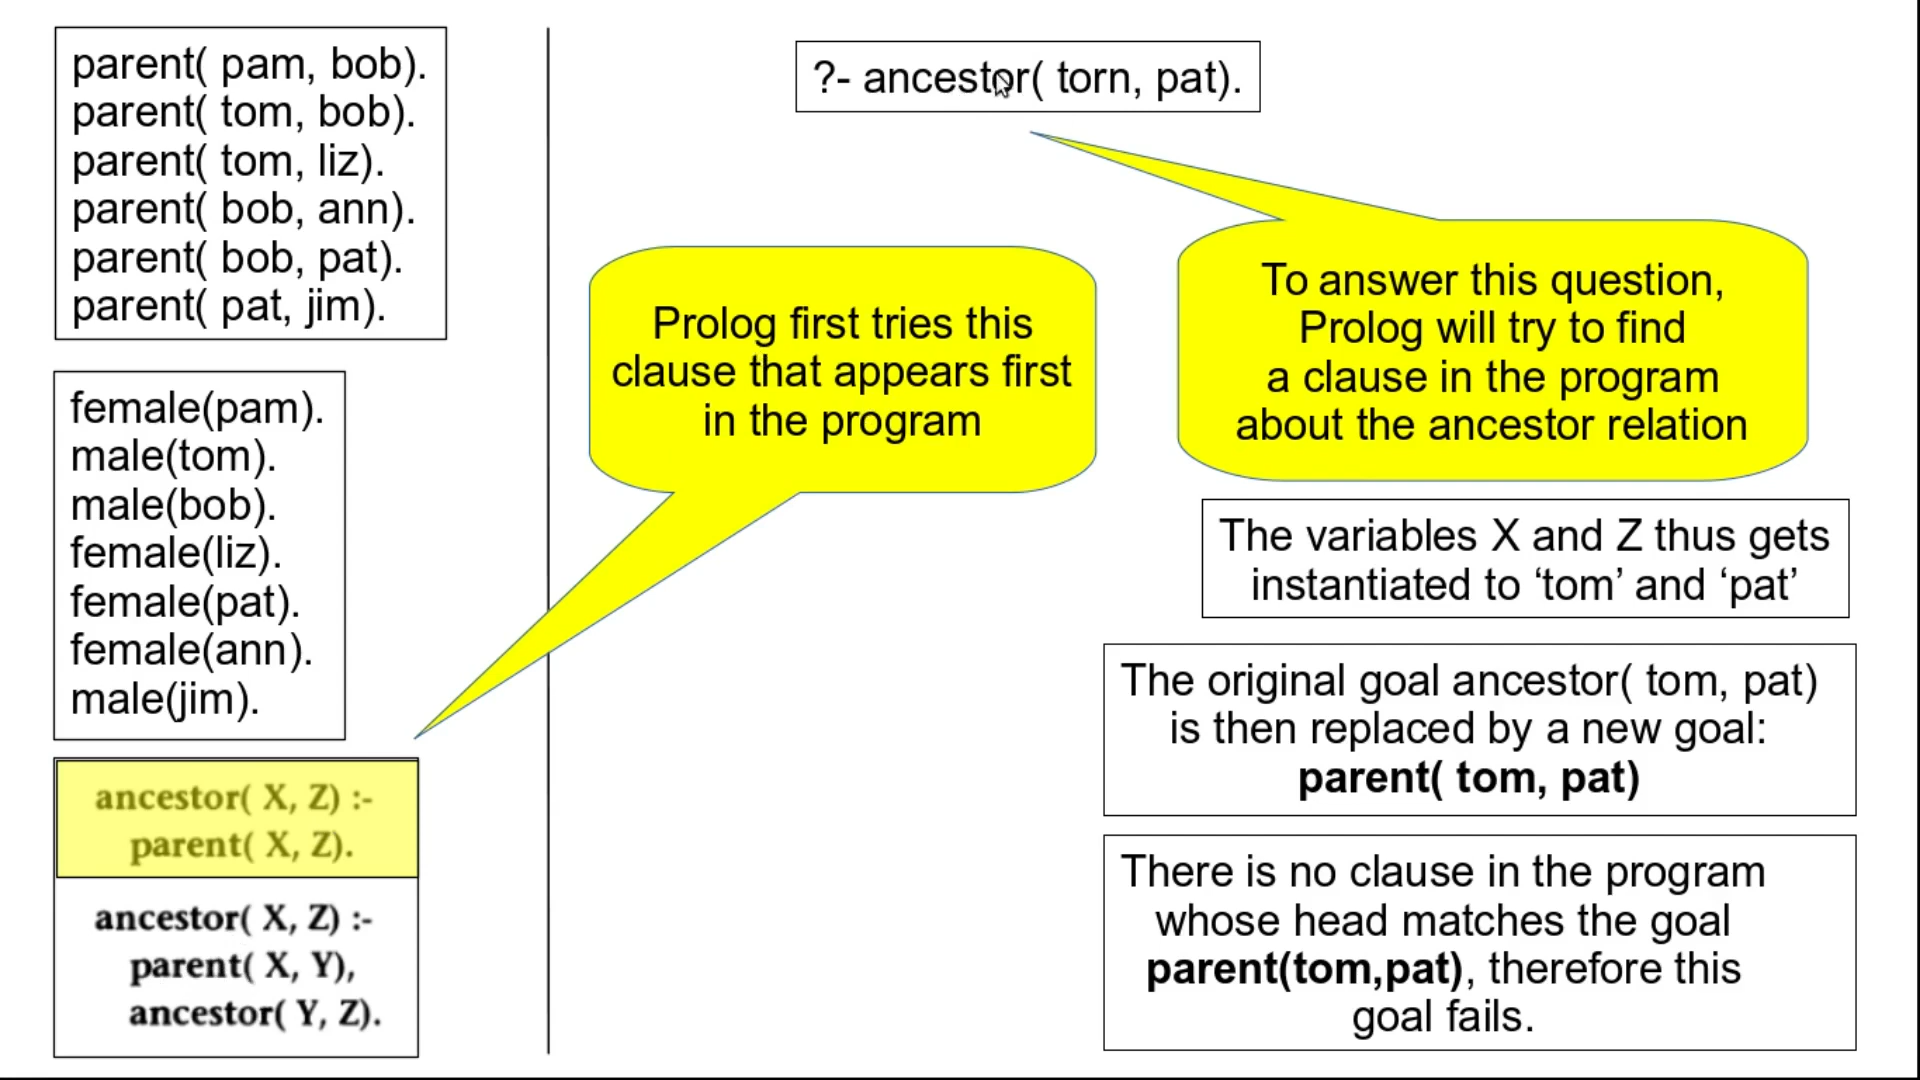 parent( pam, bob).
parent( tom, bob).
parent( tom, liz).
parent( bob, ann).
parent( bob, pat).
parent( pat, jim).
female(pam).
male(tom).
male(bob).
female(liz).
female(pat).
female(ann).
male(jim).
ancestor( X, Z) :-
parent( X, Z).
ancestor( X, Z) :-
parent( X, Y),
ancestor( Y, Z).
?- ancestor( torn, pat).
Prolog first tries this
clause that appears first
in the program
To answer this question,
Prolog will try to find
a clause in the program
about the ancestor relation
The variables X and Z thus gets
instantiated to ‘tom’ and ‘pat’
The original goal ancestor( tom, pat)
is then replaced by a new goal:
parent( tom, pat)
There is no clause in the program
whose head matches the goal
parent(tom,pat), therefore this
goal fails.